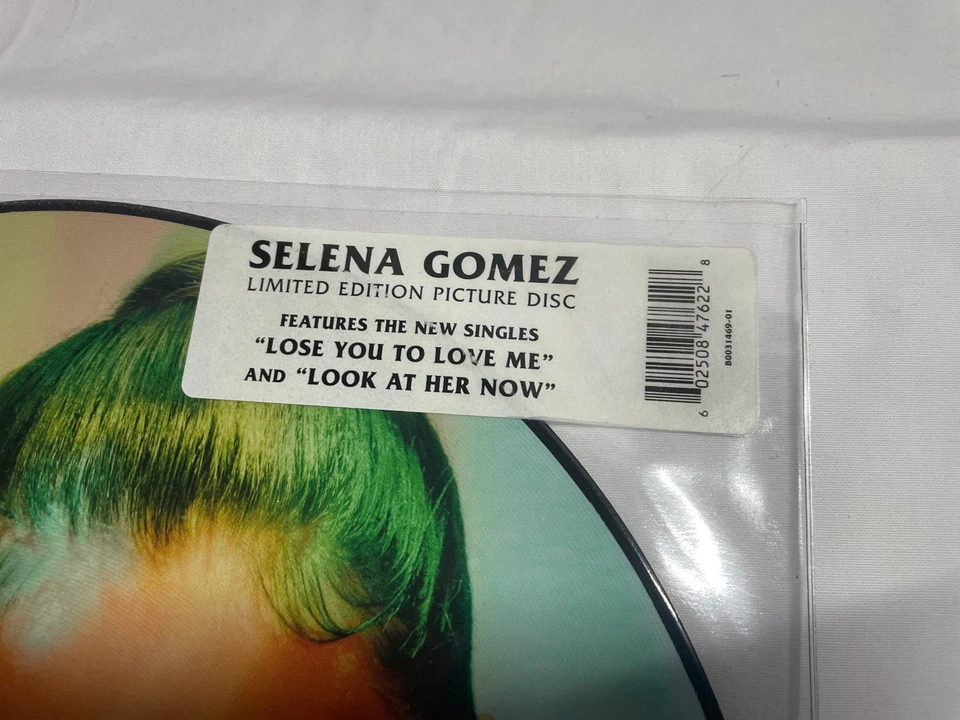 SELENA GOMEZ
LIMITED EDITION PICTURE DISC
FEATURES THE NEW SINGLES
“LOSE YOU TO LOVE ME”
AND “LOOK AT HER NOW”
6 02508 47622 8
B0031469-01